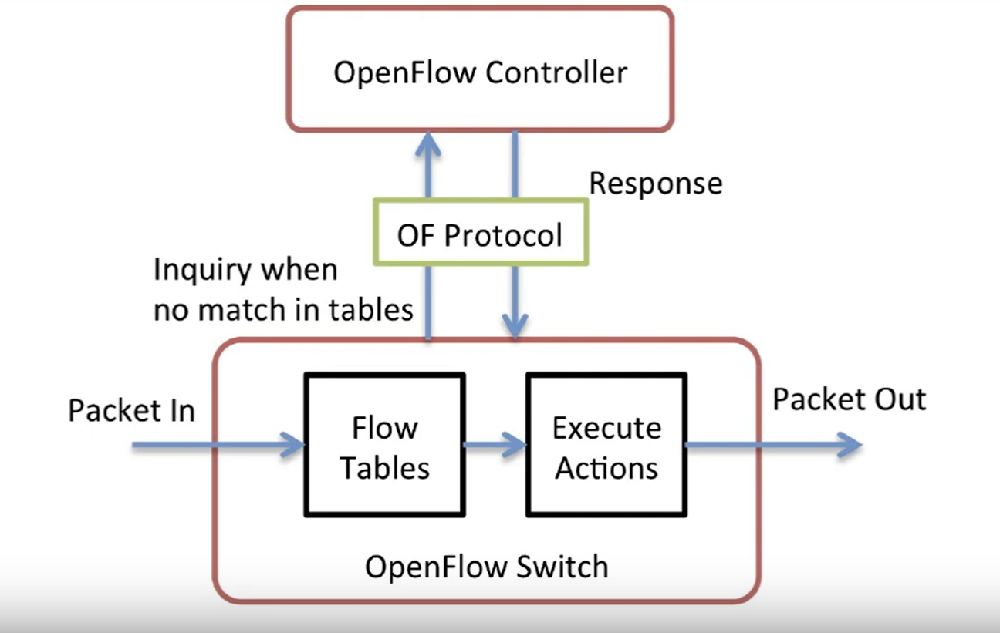 OpenFlow Controller
Response
OF Protocol
Inquiry when
no match in tables
Packet In
Flow
Tables
Execute
Actions
Packet Out
OpenFlow Switch